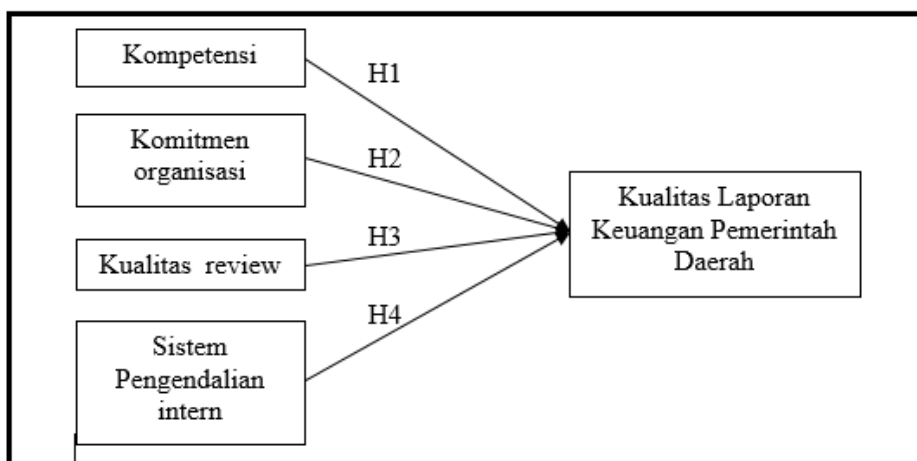 Kompetensi
H1
Komitmen
organisasi
H2
Kualitas Laporan
Keuangan Pemerintah
Daerah
Kualitas review
H3
H4
Sistem
Pengendalian
intern